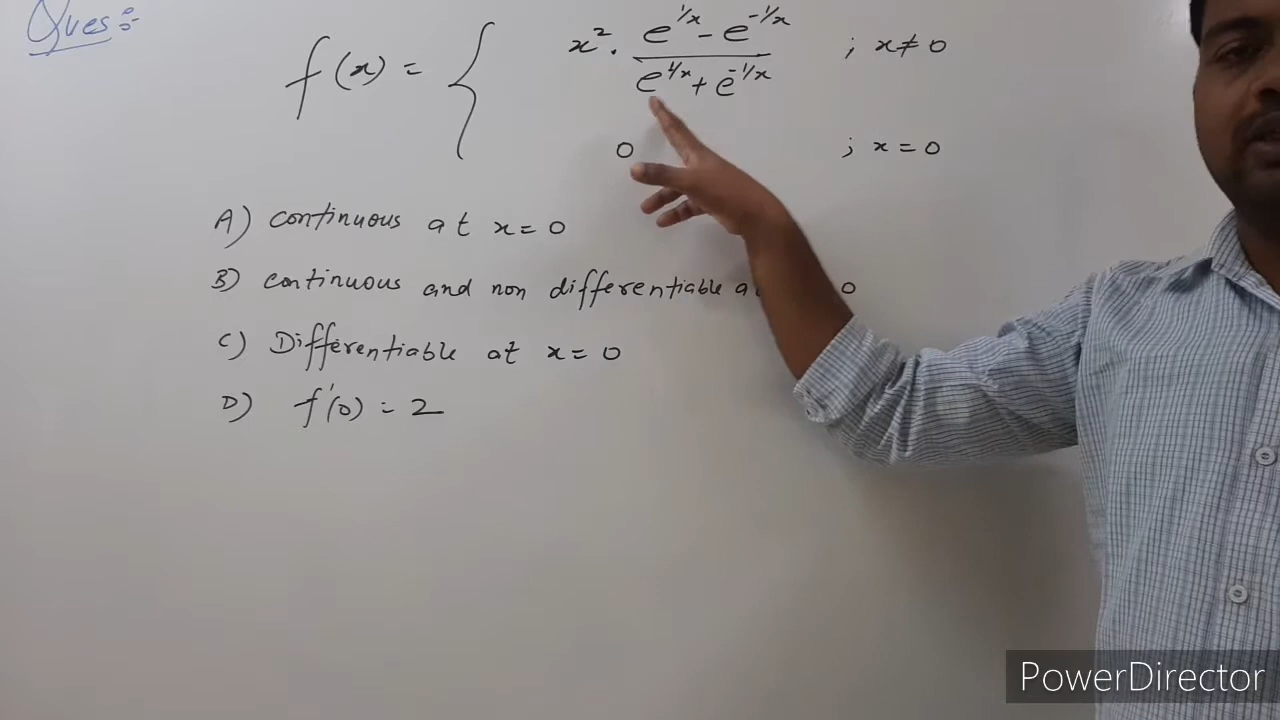 Ques :-
f(x) = { x². (e^1/x - e^-1/x)/(e^1/x + e^-1/x) ; x ≠ 0
0 ; x = 0
A) continuous at x = 0
B) continuous and non differentiable a 0
C) Differentiable at x = 0
D) f'(0) = 2
PowerDirector